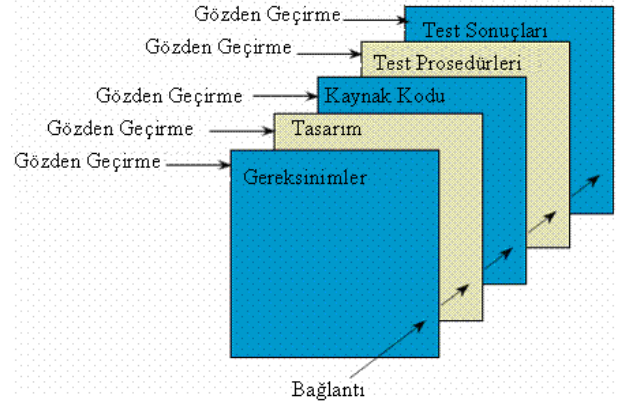 Gözden Geçirme
Test Sonuçları
Gözden Geçirme
Test Prosedürleri
Gözden Geçirme
Kaynak Kodu
Gözden Geçirme
Tasarım
Gözden Geçirme
Gereksinimler
Bağlantı